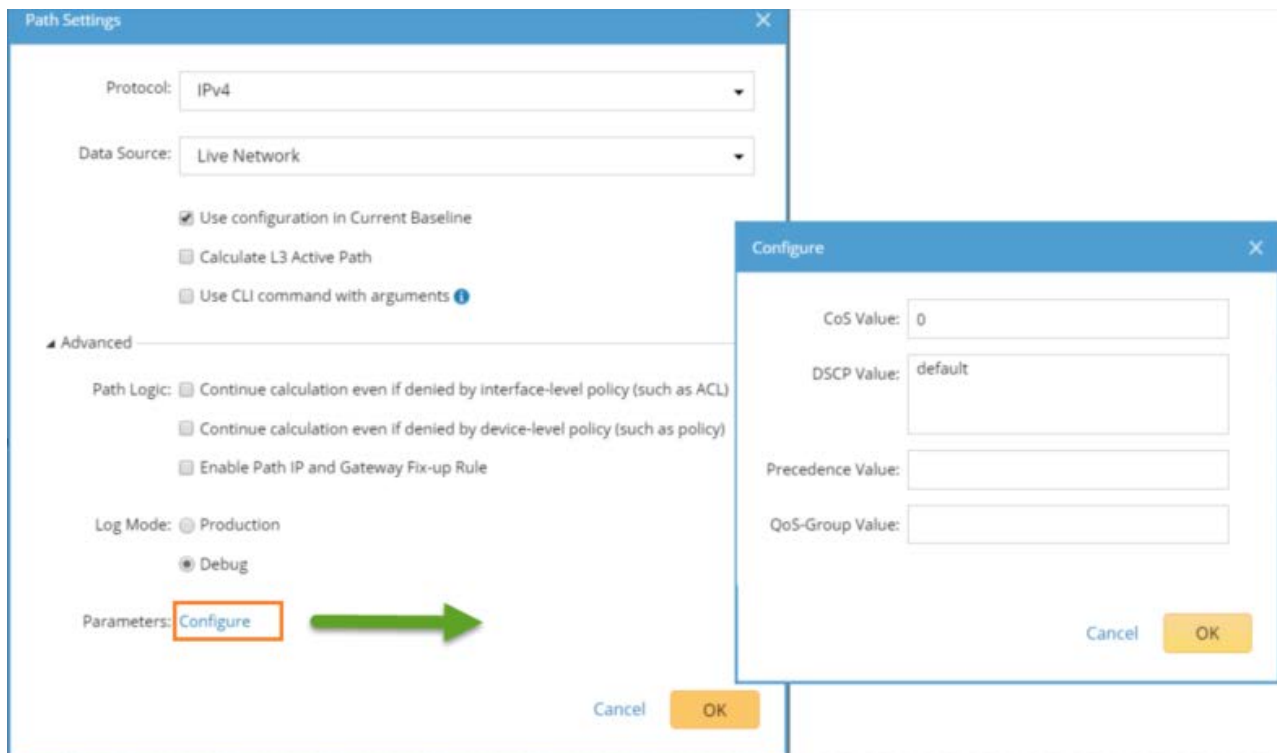 Path Settings
Protocol: IPv4
Data Source: Live Network
Use configuration in Current Baseline
Calculate L3 Active Path
Use CLI command with arguments
Advanced
Path Logic: Continue calculation even if denied by interface-level policy (such as ACL)
Continue calculation even if denied by device-level policy (such as policy)
Enable Path IP and Gateway Fix-up Rule
Log Mode: Production
Debug
Parameters: Configure
Cancel OK
Configure
CoS Value: 0
DSCP Value: default
Precedence Value:
QoS-Group Value:
Cancel OK